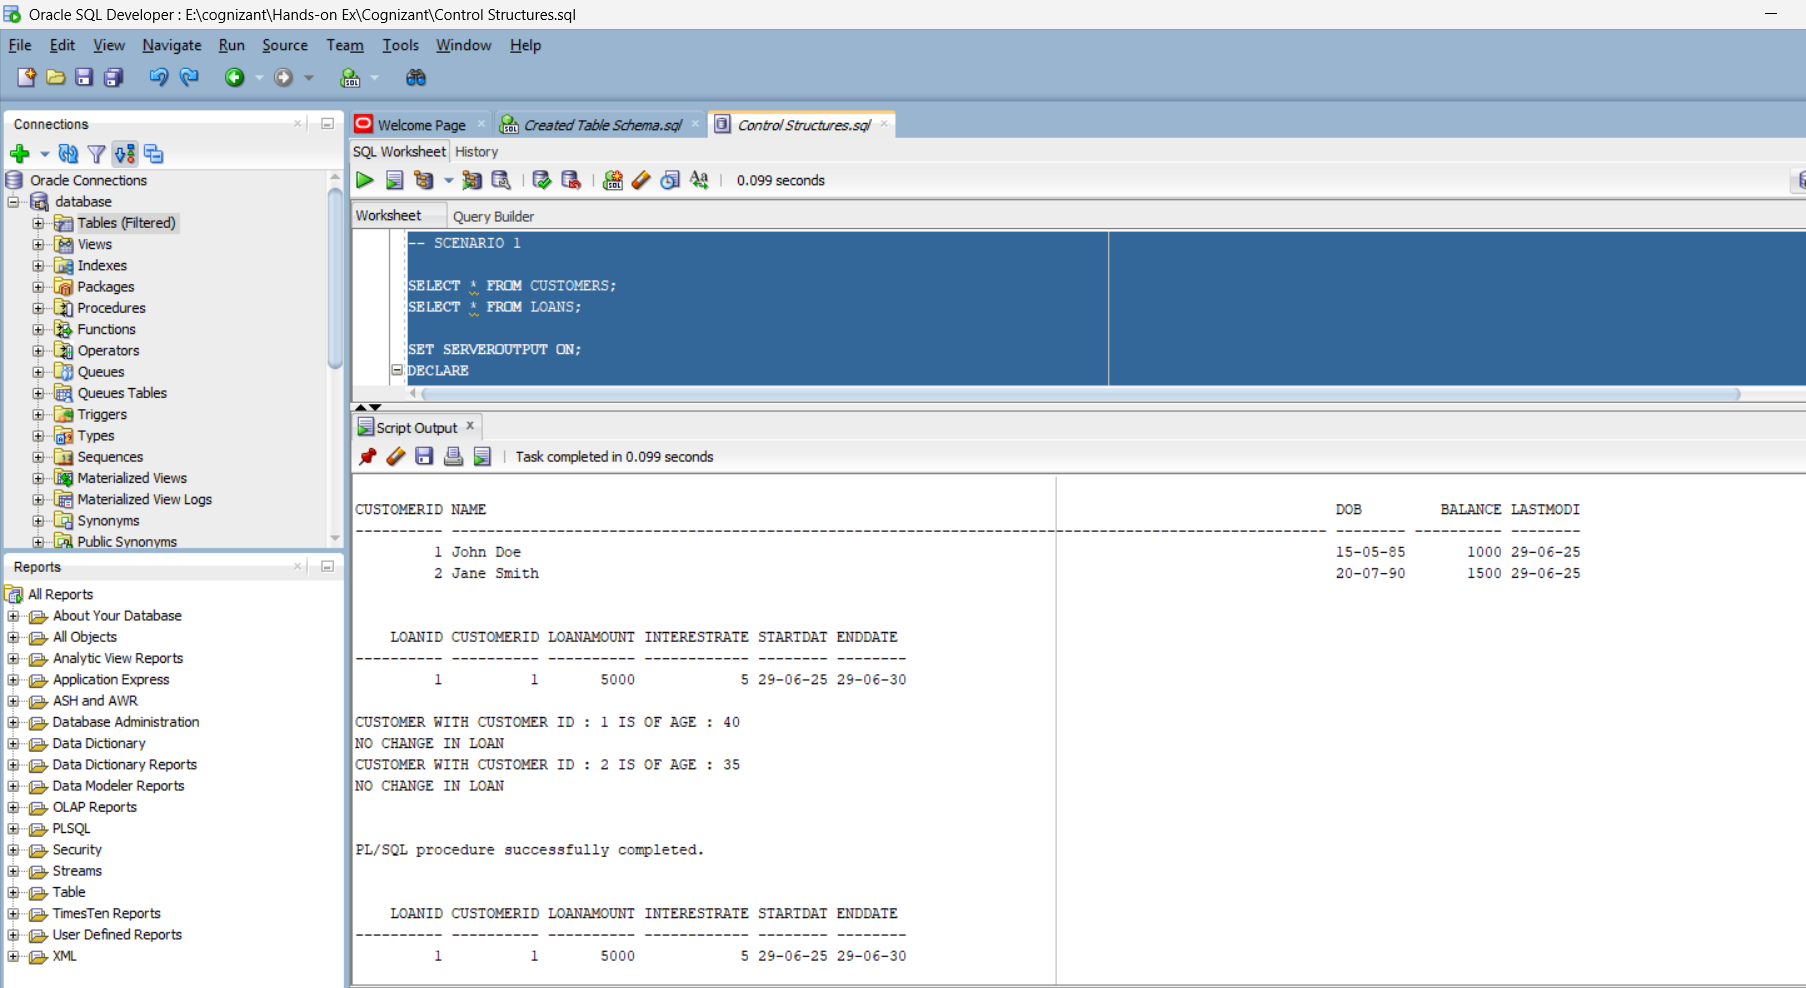 Oracle SQL Developer : E:\cognizant\Hands-on Ex\Cognizant\Control Structures.sql
File Edit View Navigate Run Source Team Tools Window Help
Connections
Oracle Connections
database
Tables (Filtered)
Views
Indexes
Packages
Procedures
Functions
Operators
Queues
Queues Tables
Triggers
Types
Sequences
Materialized Views
Materialized View Logs
Synonyms
Public Synonyms
Reports
All Reports
About Your Database
All Objects
Analytic View Reports
Application Express
ASH and AWR
Database Administration
Data Dictionary
Data Dictionary Reports
Data Modeler Reports
OLAP Reports
PLSQL
Security
Streams
Table
TimesTen Reports
User Defined Reports
XML
Welcome Page Created Table Schema.sql Control Structures.sql
SQL Worksheet History
0.099 seconds
Worksheet Query Builder
-- SCENARIO 1
SELECT * FROM CUSTOMERS;
SELECT * FROM LOANS;
SET SERVEROUTPUT ON;
DECLARE
Script Output
Task completed in 0.099 seconds
CUSTOMERID NAME DOB BALANCE LASTMODI
1 John Doe 15-05-85 1000 29-06-25
2 Jane Smith 20-07-90 1500 29-06-25
LOANID CUSTOMERID LOANAMOUNT INTERESTRATE STARTDAT ENDDATE
1 1 5000 5 29-06-25 29-06-30
CUSTOMER WITH CUSTOMER ID : 1 IS OF AGE : 40
NO CHANGE IN LOAN
CUSTOMER WITH CUSTOMER ID : 2 IS OF AGE : 35
NO CHANGE IN LOAN
PL/SQL procedure successfully completed.
LOANID CUSTOMERID LOANAMOUNT INTERESTRATE STARTDAT ENDDATE
1 1 5000 5 29-06-25 29-06-30